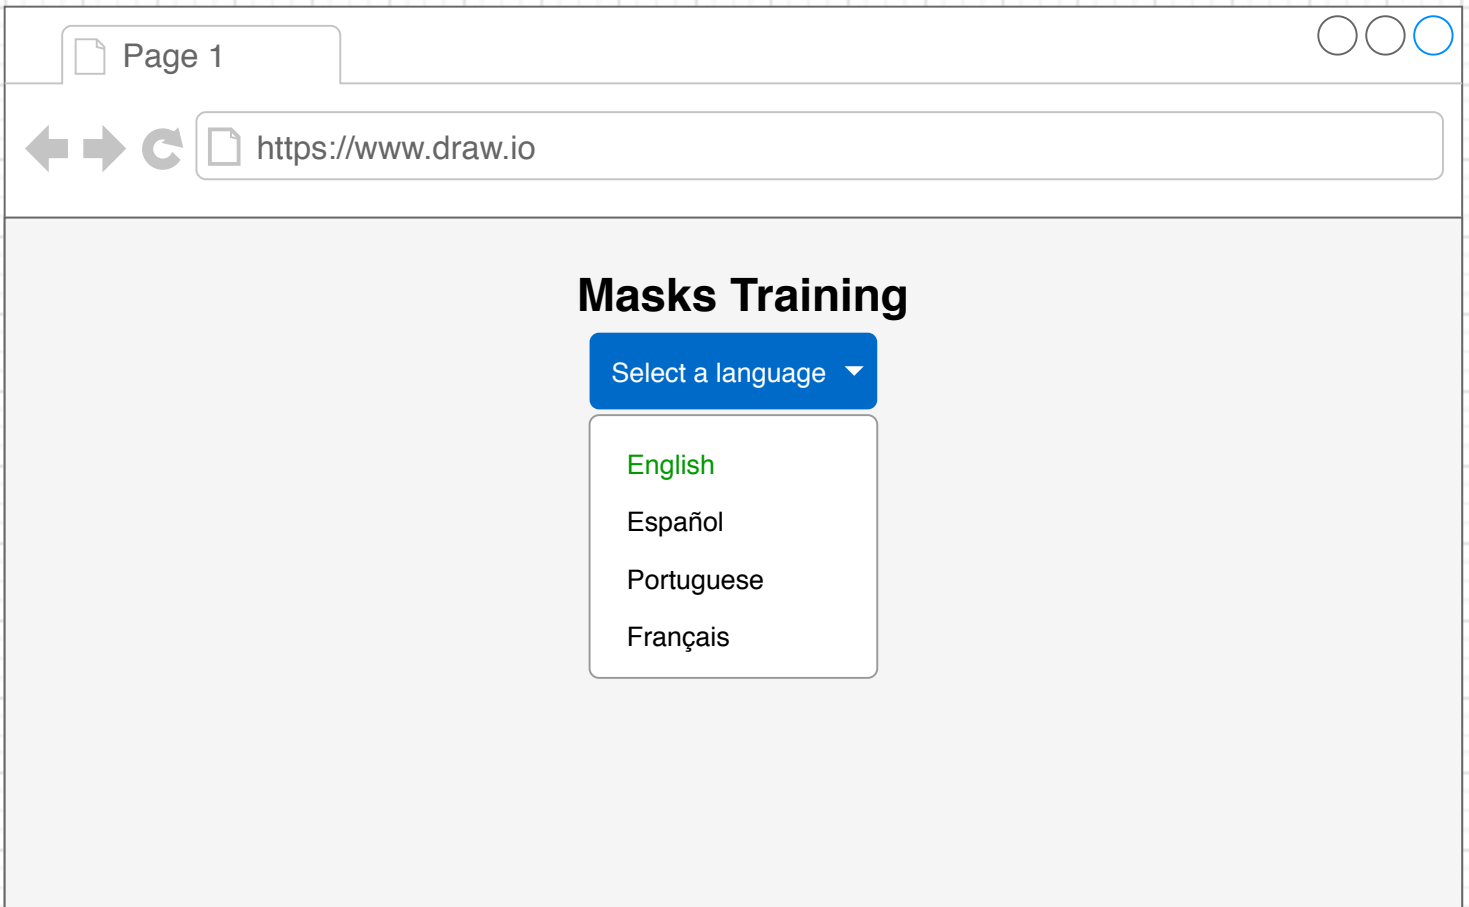 Page 1
https://www.draw.io
Masks Training
Select a language
English
Español
Portuguese
Français